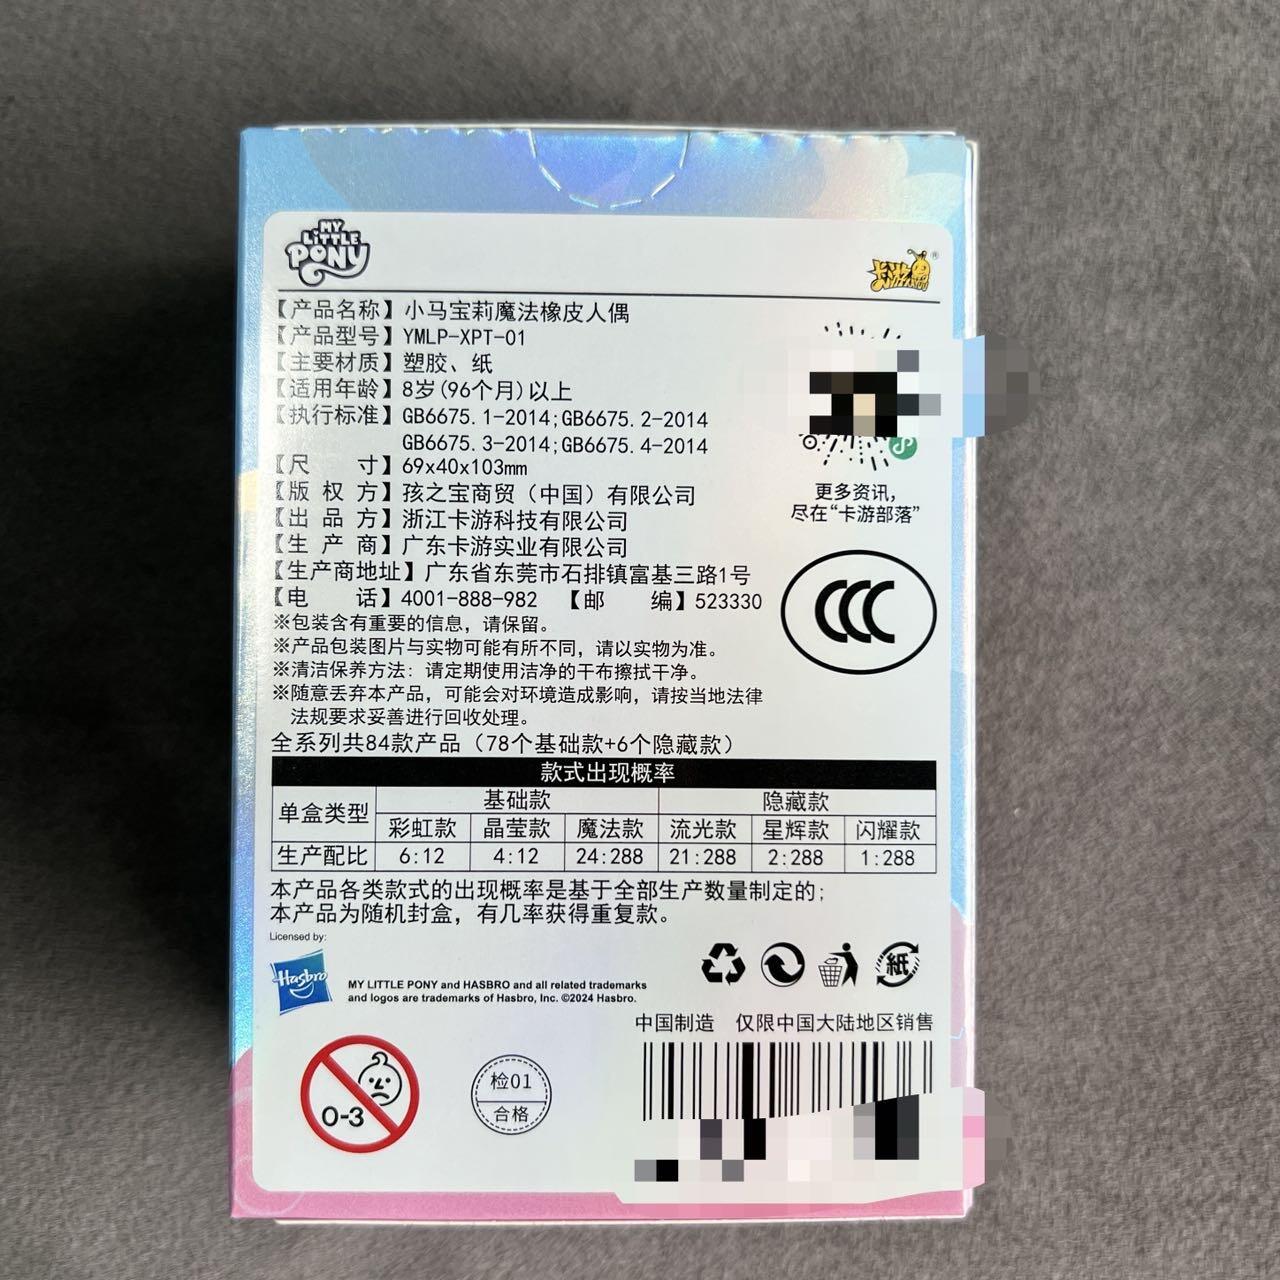 MY LITTLE PONY
卡游
【产品名称】小马宝莉魔法橡皮人偶
【产品型号】YMLP-XPT-01
【主要材质】塑胶、纸
【适用年龄】8岁(96个月)以上
【执行标准】GB6675.1-2014;GB6675.2-2014
GB6675.3-2014;GB6675.4-2014
【尺 寸】69x40x103mm
【版 权 方】孩之宝商贸（中国）有限公司
【出 品 方】浙江卡游科技有限公司
【生 产 商】广东卡游实业有限公司
【生产商地址】广东省东莞市石排镇富基三路1号
【电 话】4001-888-982 【邮 编】523330
更多资讯，
尽在“卡游部落”
CCC
※包装含有重要的信息，请保留。
※产品包装图片与实物可能有所不同，请以实物为准。
※清洁保养方法：请定期使用洁净的干布擦拭干净。
※随意丢弃本产品，可能会对环境造成影响，请按当地法律
法规要求妥善进行回收处理。
全系列共84款产品（78个基础款+6个隐藏款）
款式出现概率
单盒类型 基础款 隐藏款
彩虹款 晶莹款 魔法款 流光款 星辉款 闪耀款
生产配比 6:12 4:12 24:288 21:288 2:288 1:288
本产品各类款式的出现概率是基于全部生产数量制定的；
本产品为随机封盒，有几率获得重复款。
Licensed by:
Hasbro
MY LITTLE PONY and HASBRO and all related trademarks
and logos are trademarks of Hasbro, Inc. ©2024 Hasbro.
紙
中国制造 仅限中国大陆地区销售
0-3
检01
合格